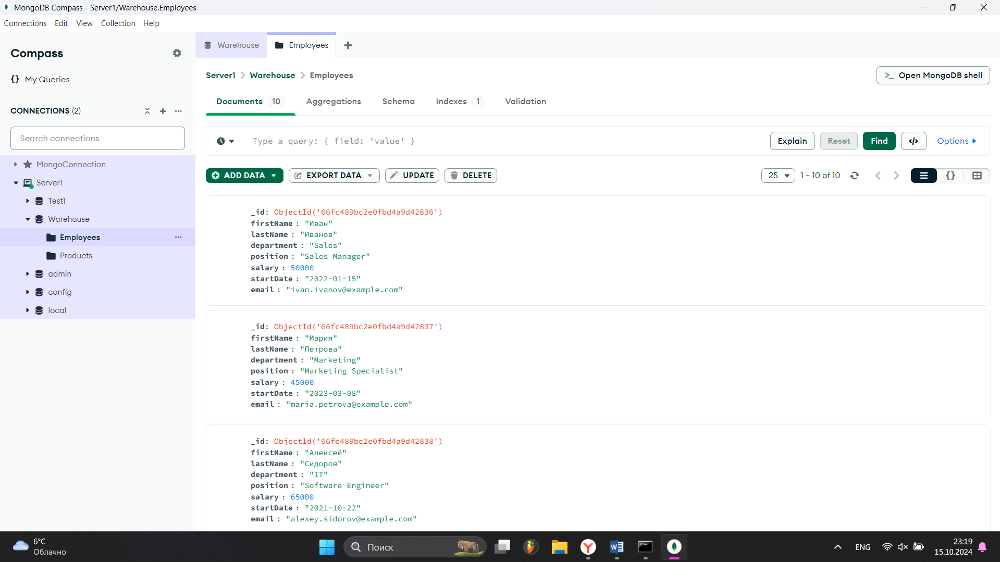 MongoDB Compass - Server1/Warehouse.Employees
Connections Edit View Collection Help
Compass
{} My Queries
CONNECTIONS (2)
Search connections
MongoConnection
Server1
Test1
Warehouse
Employees
Products
admin
config
local
Warehouse Employees
Server1 > Warehouse > Employees
>_ Open MongoDB shell
Documents 10 Aggregations Schema Indexes 1 Validation
Type a query: { field: 'value' }
Explain Reset Find </> Options
ADD DATA EXPORT DATA UPDATE DELETE
25 1 – 10 of 10 {}
_id: ObjectId('66fc489bc2e0fbd4a9d42836')
firstName : "Иван"
lastName : "Иванов"
department : "Sales"
position : "Sales Manager"
salary : 50000
startDate : "2022-01-15"
email : "ivan.ivanov@example.com"
_id: ObjectId('66fc489bc2e0fbd4a9d42837')
firstName : "Мария"
lastName : "Петрова"
department : "Marketing"
position : "Marketing Specialist"
salary : 45000
startDate : "2023-03-08"
email : "maria.petrova@example.com"
_id: ObjectId('66fc489bc2e0fbd4a9d42838')
firstName : "Алексей"
lastName : "Сидоров"
department : "IT"
position : "Software Engineer"
salary : 65000
startDate : "2021-10-22"
email : "alexey.sidorov@example.com"
6°C
Облачно
Поиск
ENG
23:19
15.10.2024